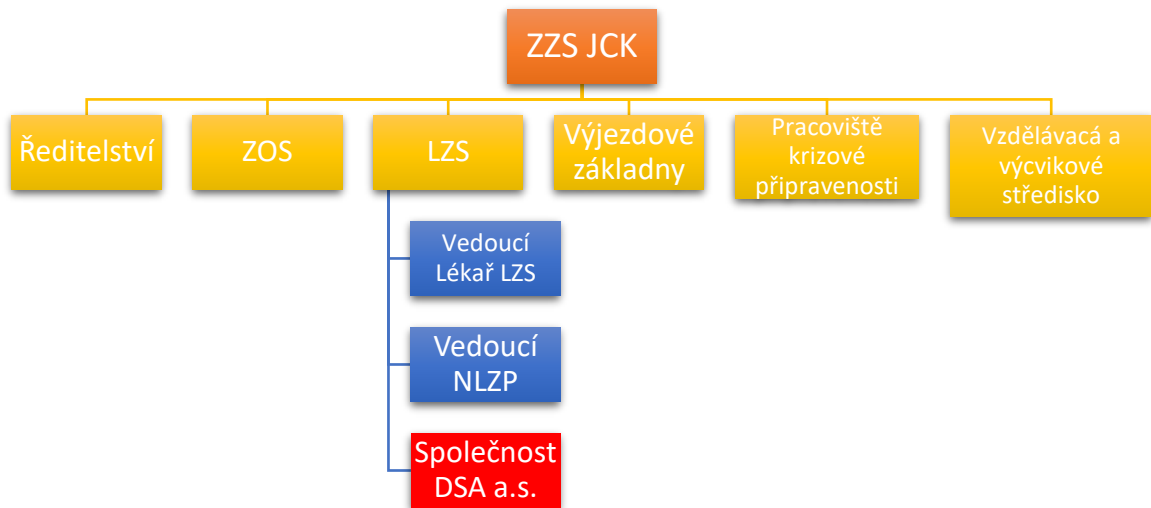 ZZS JCK
Ředitelství
ZOS
LZS
Výjezdové
základny
Pracoviště
krizové
připravenosti
Vzdělávacá a
výcvikové
středisko
Vedoucí
Lékař LZS
Vedoucí
NLZP
Společnost
DSA a.s.